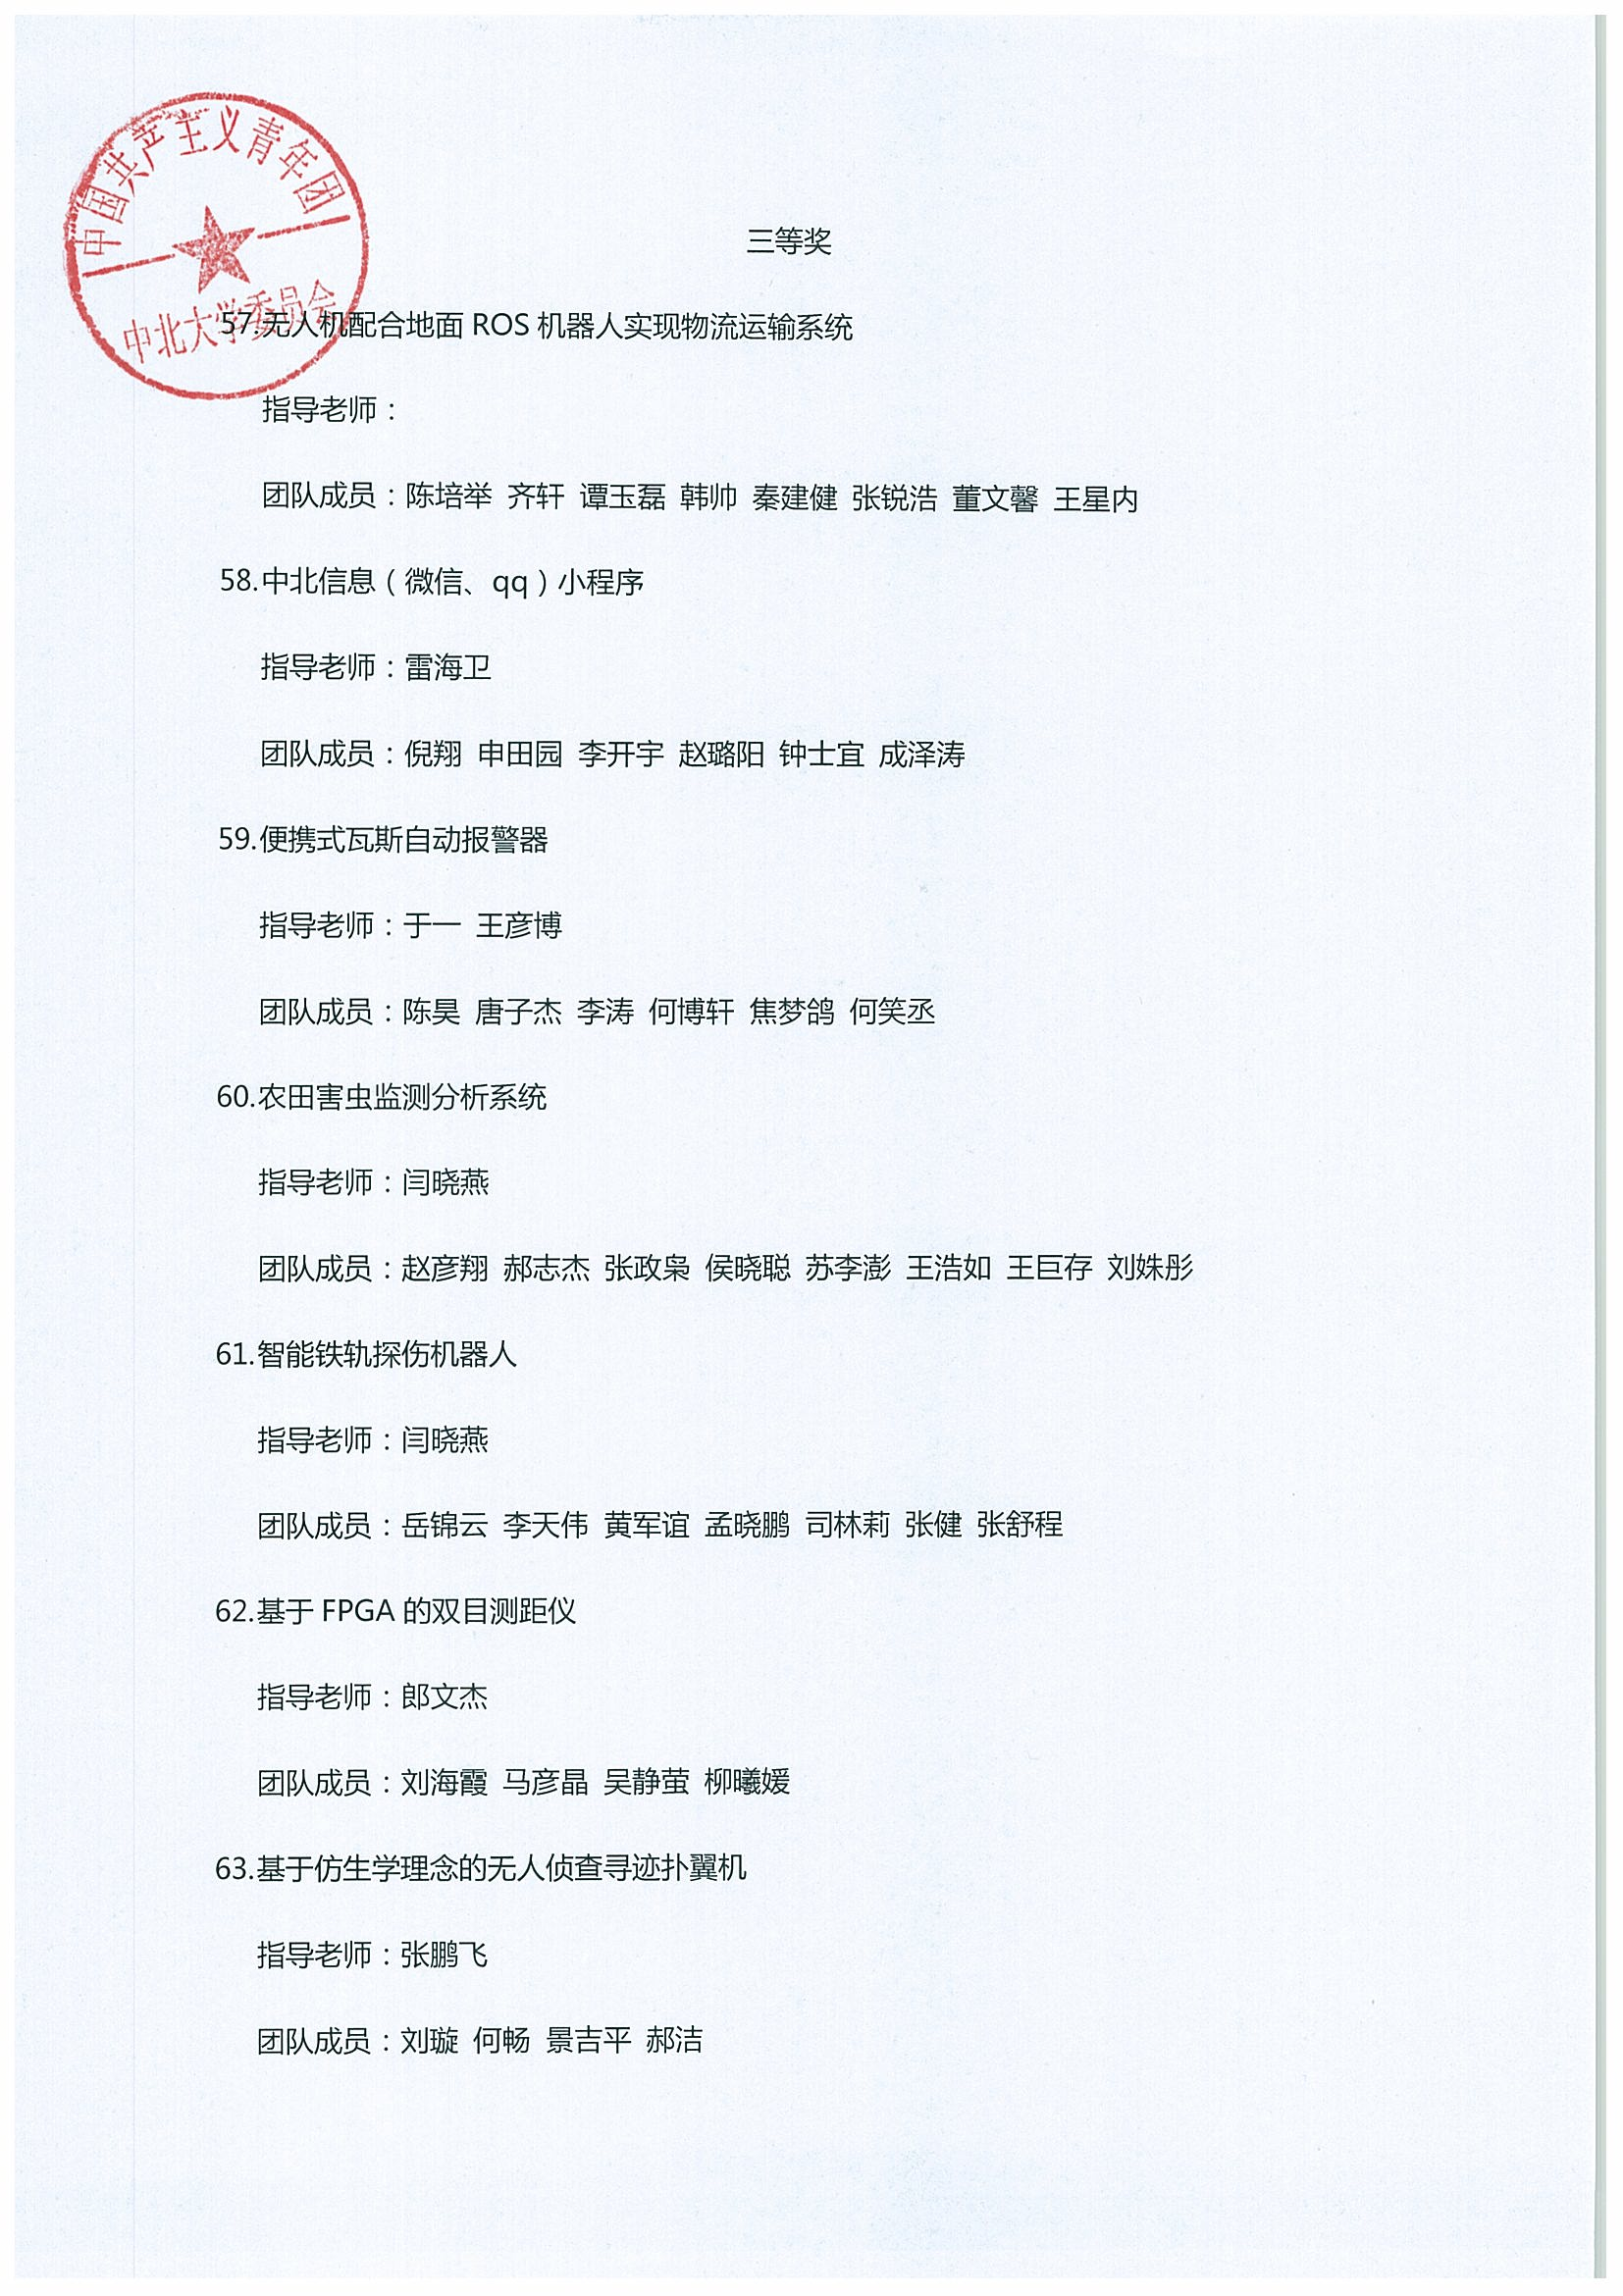 中国共产主义青年团
中北大学委员会
三等奖
57.无人机配合地面 ROS 机器人实现物流运输系统
指导老师：
团队成员：陈培举 齐轩 谭玉磊 韩帅 秦建健 张锐浩 董文馨 王星内
58.中北信息（微信、qq）小程序
指导老师：雷海卫
团队成员：倪翔 申田园 李开宇 赵璐阳 钟士宜 成泽涛
59.便携式瓦斯自动报警器
指导老师：于一 王彦博
团队成员：陈昊 唐子杰 李涛 何博轩 焦梦鸽 何笑丞
60.农田害虫监测分析系统
指导老师：闫晓燕
团队成员：赵彦翔 郝志杰 张政枭 侯晓聪 苏李澎 王浩如 王巨存 刘姝彤
61.智能铁轨探伤机器人
指导老师：闫晓燕
团队成员：岳锦云 李天伟 黄军谊 孟晓鹏 司林莉 张健 张舒程
62.基于 FPGA 的双目测距仪
指导老师：郎文杰
团队成员：刘海霞 马彦晶 吴静萤 柳曦媛
63.基于仿生学理念的无人侦查寻迹扑翼机
指导老师：张鹏飞
团队成员：刘璇 何畅 景吉平 郝洁